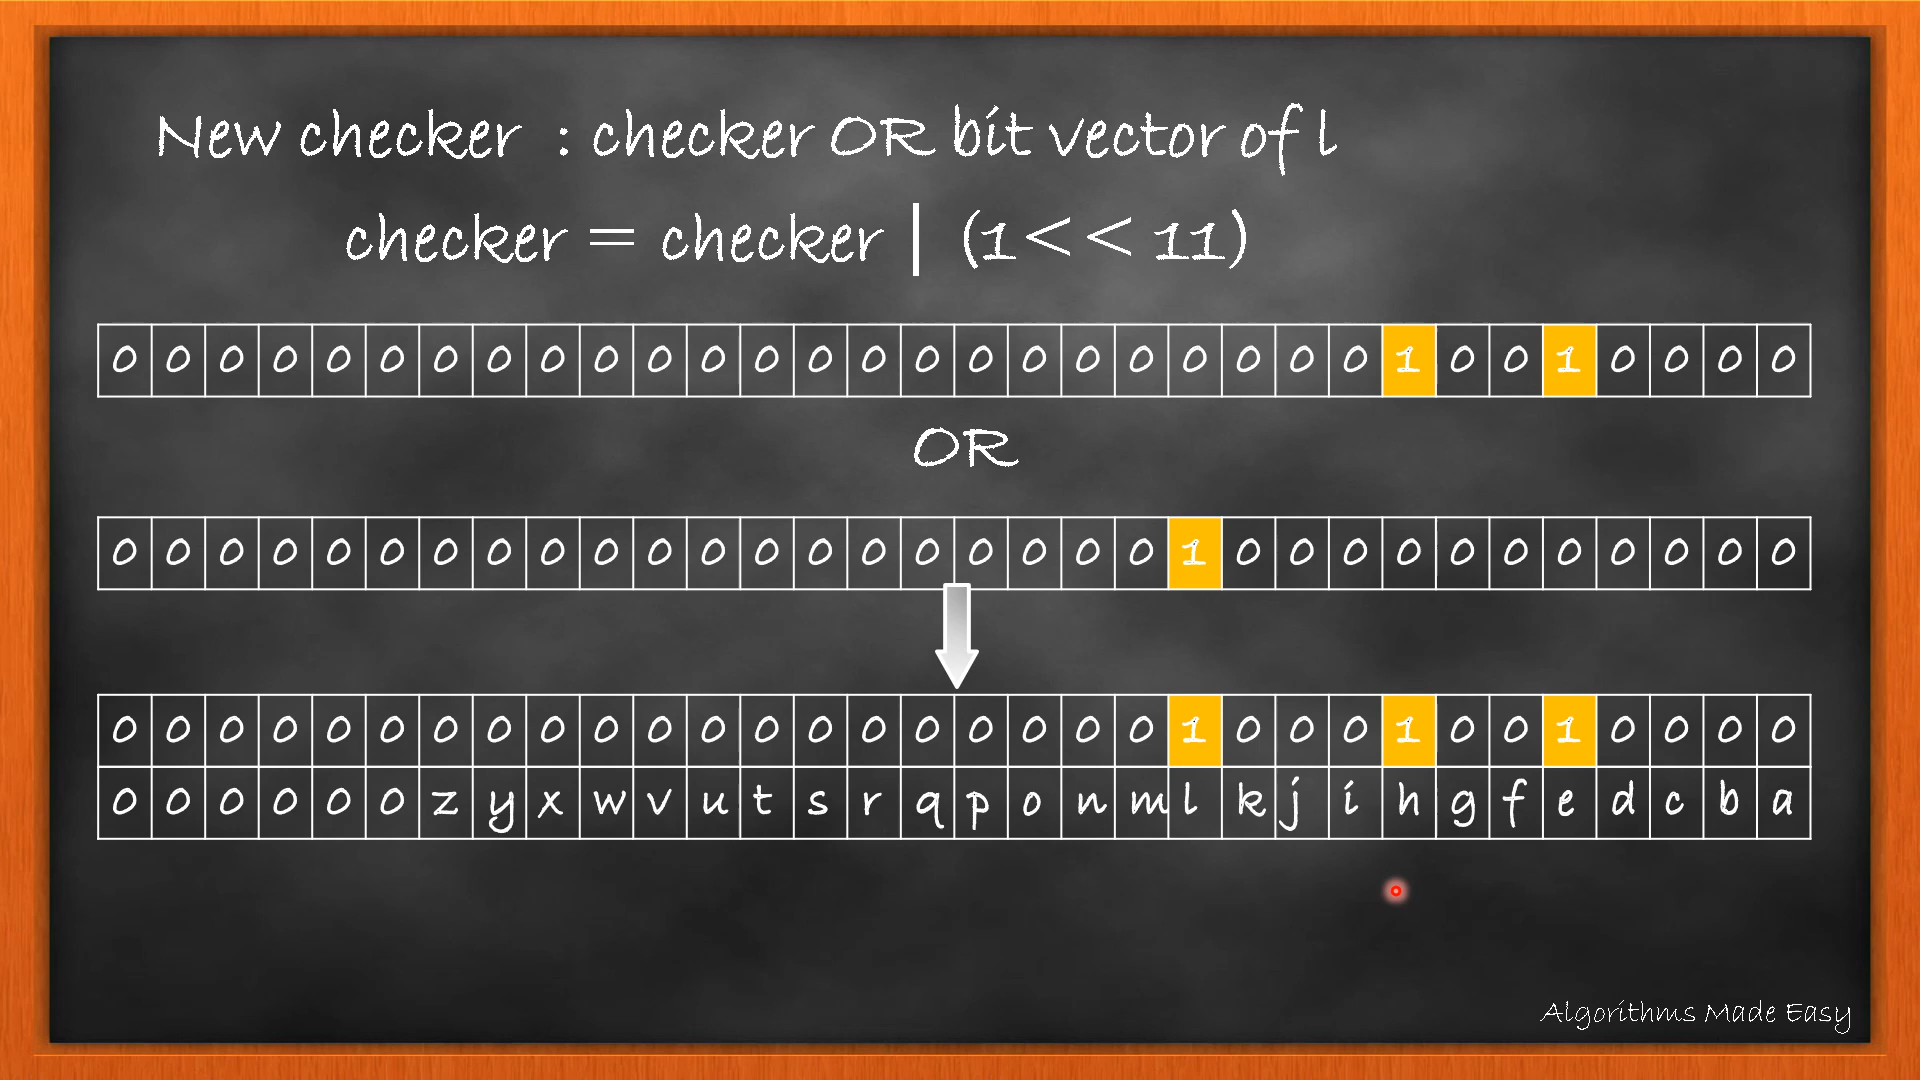 New checker : checker OR bit vector of l
checker = checker | (1<< 11)
0 0 0 0 0 0 0 0 0 0 0 0 0 0 0 0 0 0 0 0 0 0 0 0 1 0 0 1 0 0 0 0
OR
0 0 0 0 0 0 0 0 0 0 0 0 0 0 0 0 0 0 0 0 1 0 0 0 0 0 0 0 0 0 0 0
0 0 0 0 0 0 0 0 0 0 0 0 0 0 0 0 0 0 0 0 1 0 0 0 1 0 0 1 0 0 0 0
0 0 0 0 0 0 z y x w v u t s r q p o n m l k j i h g f e d c b a
Algorithms Made Easy